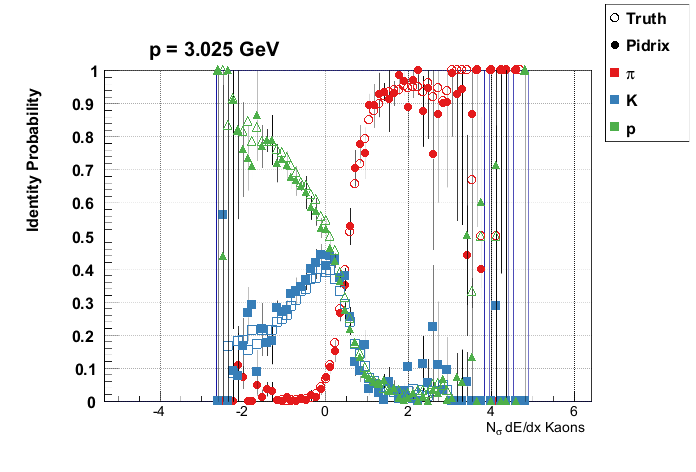 p = 3.025 GeV
Truth
Pidrix
π
K
p
Identity Probability
1
0.9
0.8
0.7
0.6
0.5
0.4
0.3
0.2
0.1
0
-4 -2 0 2 4 6
Nσ dE/dx Kaons